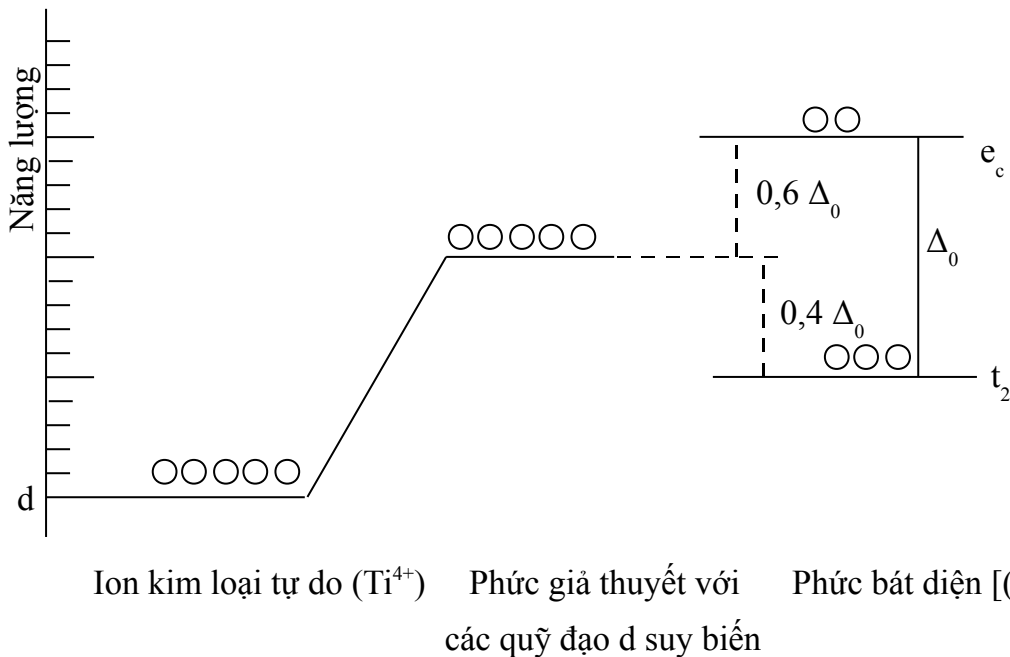 Năng lượng
e_c
0,6 Δ₀
Δ₀
0,4 Δ₀
t₂
d
Ion kim loại tự do (Ti⁴⁺) Phức giả thuyết với Phức bát diện [(
các quỹ đạo d suy biến